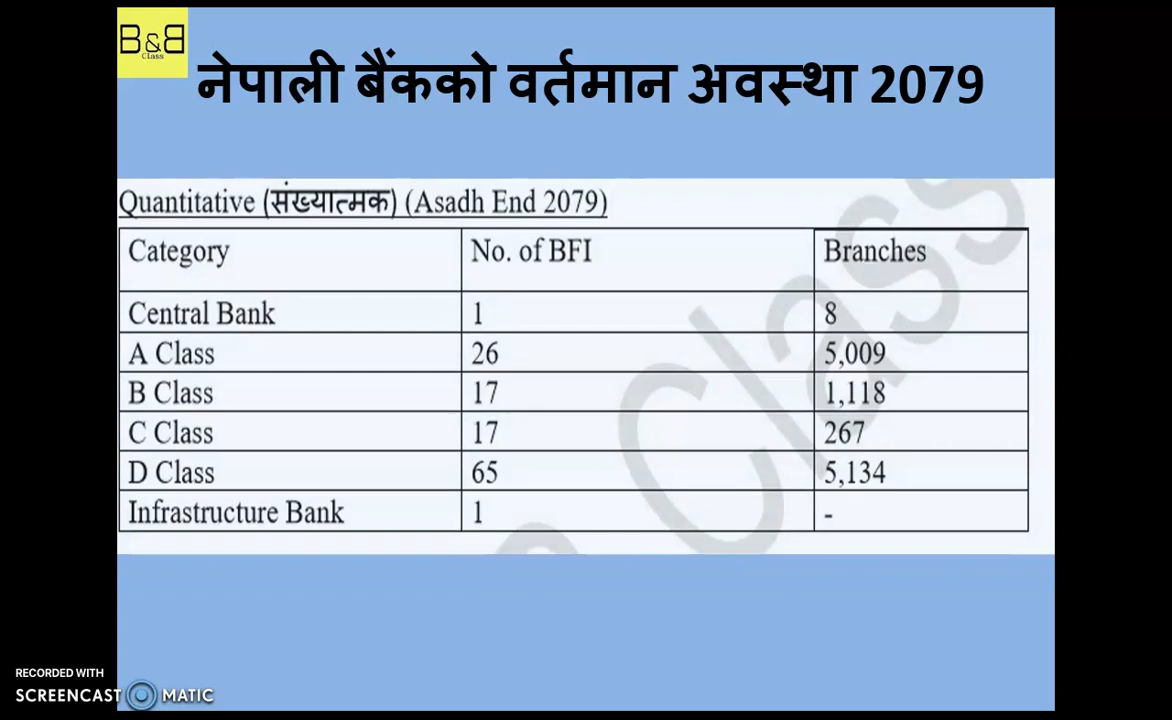 B&B
Class
नेपाली बैंकको वर्तमान अवस्था 2079
Quantitative (संख्यात्मक) (Asadh End 2079)
Category No. of BFI Branches
Central Bank 1 8
A Class 26 5,009
B Class 17 1,118
C Class 17 267
D Class 65 5,134
Infrastructure Bank 1 -
Class
RECORDED WITH
SCREENCAST MATIC